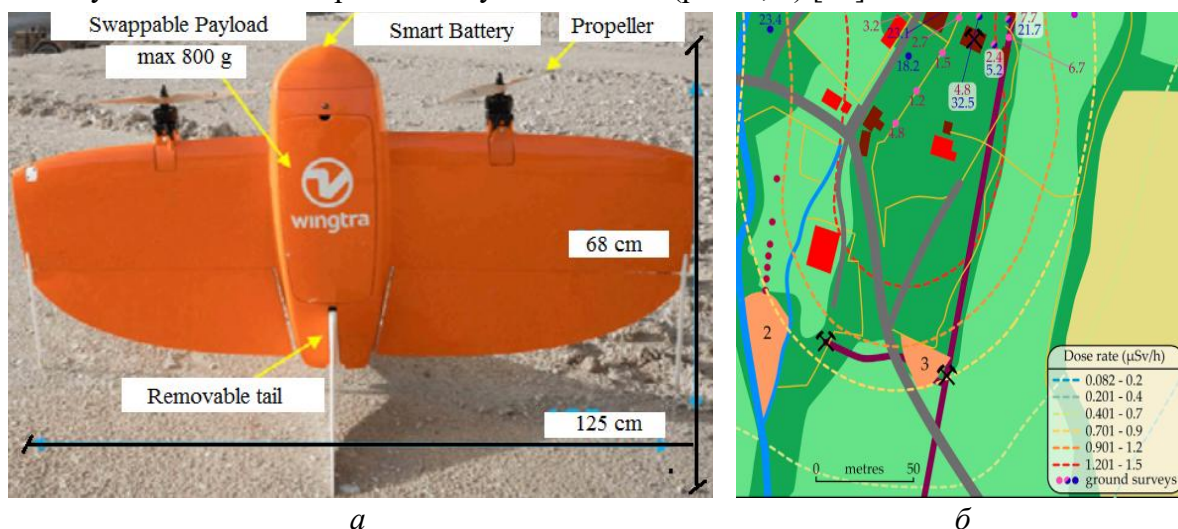 Swappable Payload
max 800 g
Smart Battery
Propeller
wingtra
68 cm
Removable tail
125 cm
а
23.4
3.2
23.1
2.7
18.2
1.5
1.2
4.8
4.8
32.5
2.4
5.2
7.7
21.7
6.7
2
3
0 metres 50
Dose rate (µSv/h)
0.082 - 0.2
0.201 - 0.4
0.401 - 0.7
0.701 - 0.9
0.901 - 1.2
1.201 - 1.5
ground surveys
б